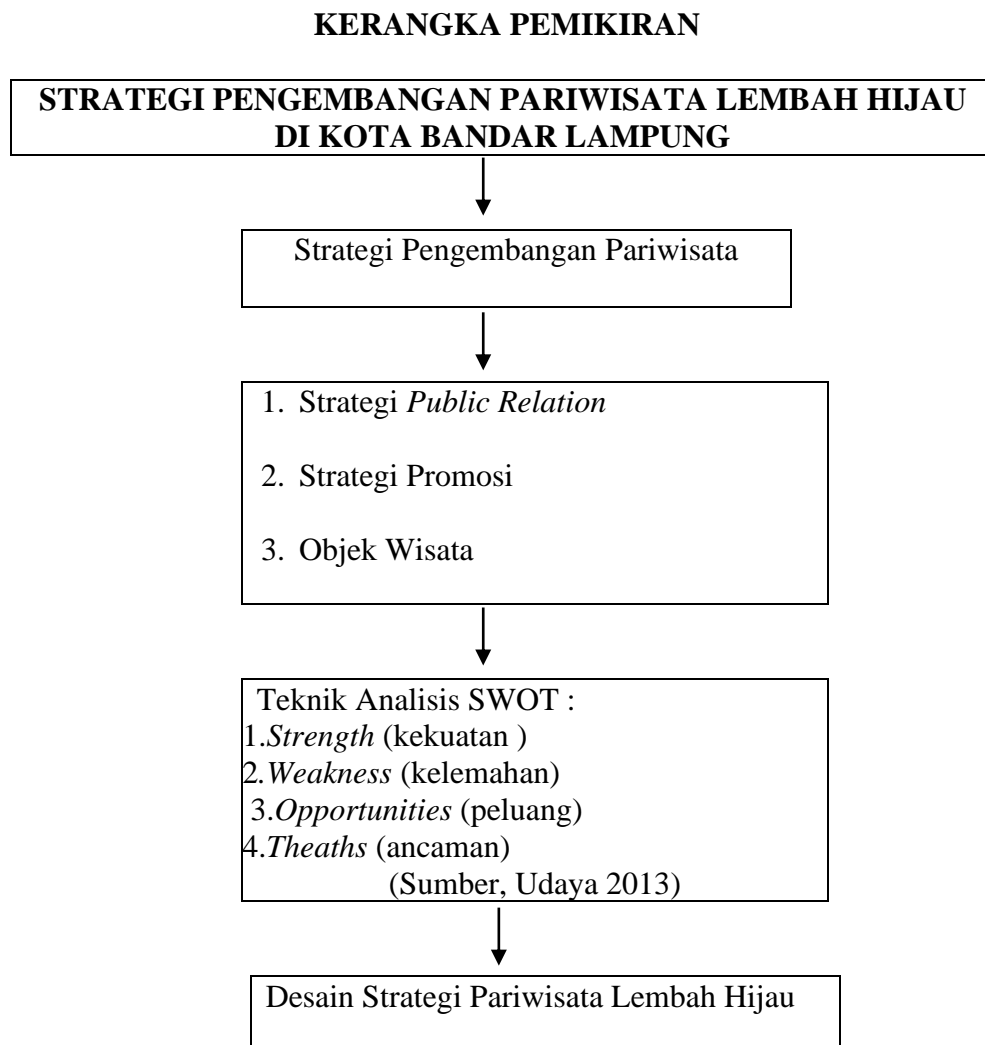 KERANGKA PEMIKIRAN
STRATEGI PENGEMBANGAN PARIWISATA LEMBAH HIJAU
DI KOTA BANDAR LAMPUNG
Strategi Pengembangan Pariwisata
1. Strategi Public Relation
2. Strategi Promosi
3. Objek Wisata
Teknik Analisis SWOT :
1.Strength (kekuatan )
2.Weakness (kelemahan)
3.Opportunities (peluang)
4.Theaths (ancaman)
(Sumber, Udaya 2013)
Desain Strategi Pariwisata Lembah Hijau